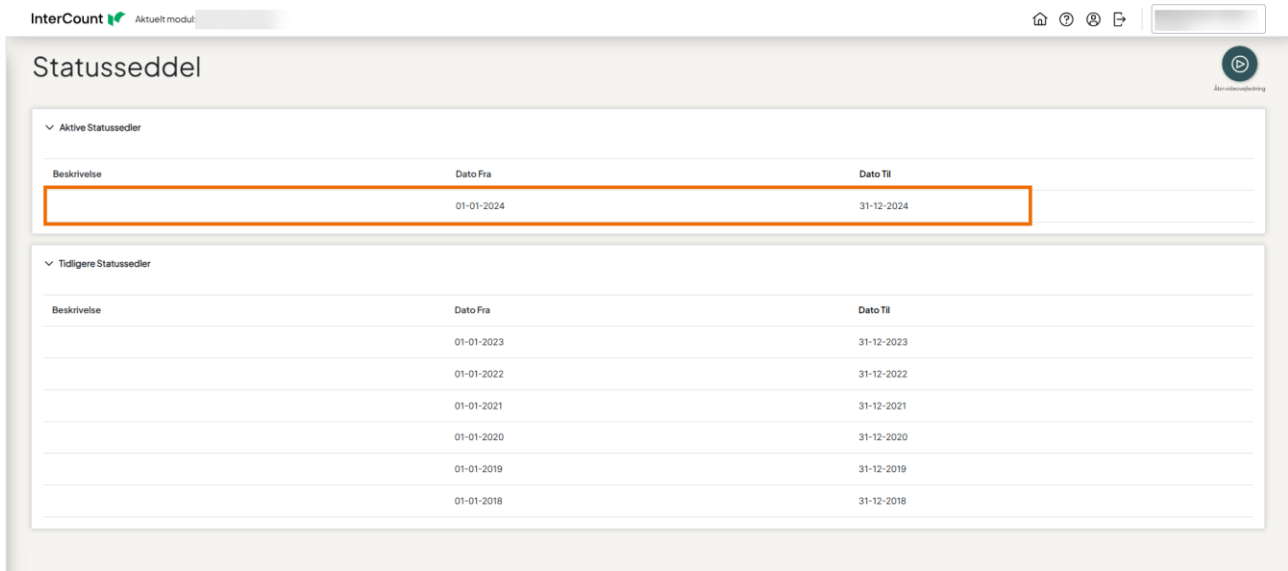 InterCount Aktuelt modul:
Statusseddel
Åbn videovejledning
Aktive Statussedler
Beskrivelse Dato Fra Dato Til
01-01-2024 31-12-2024
Tidligere Statussedler
Beskrivelse Dato Fra Dato Til
01-01-2023 31-12-2023
01-01-2022 31-12-2022
01-01-2021 31-12-2021
01-01-2020 31-12-2020
01-01-2019 31-12-2019
01-01-2018 31-12-2018